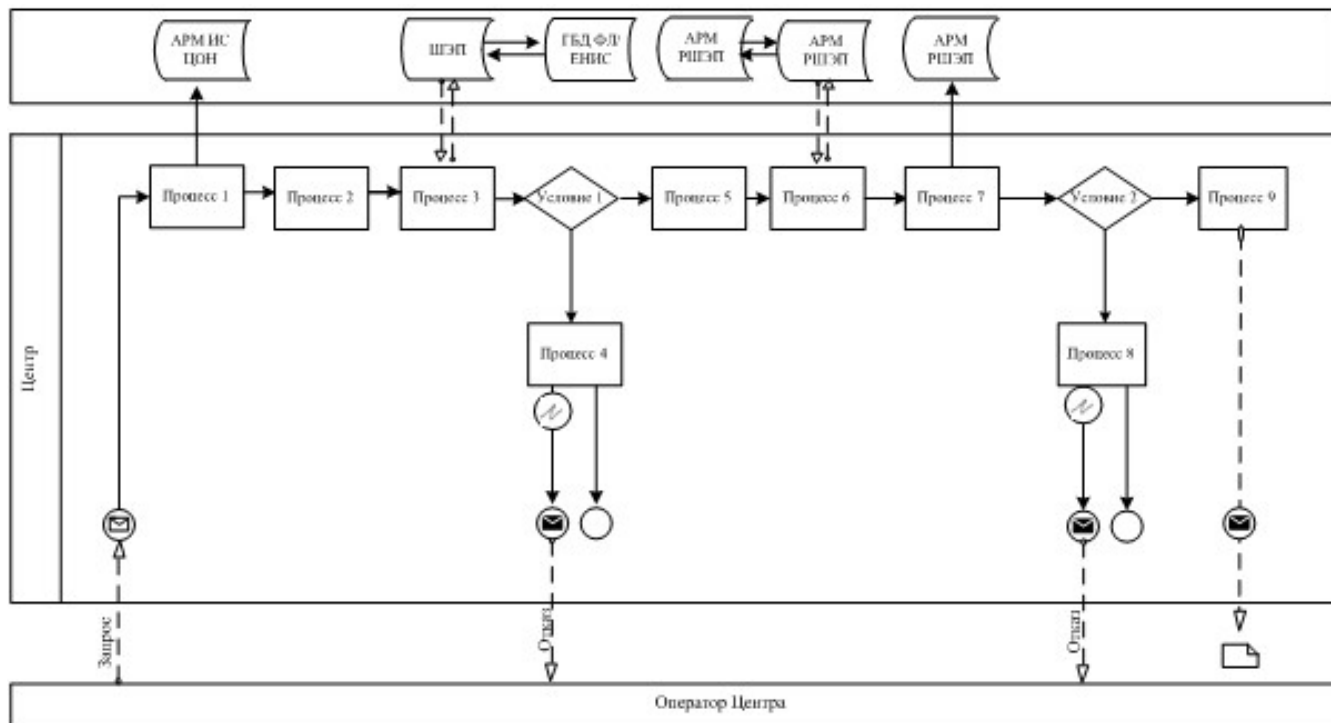 АРМ ИС
ЦОН
ШЭП
ГБД ФЛ/
ЕНИС
АРМ
РШЭП
АРМ
РШЭП
АРМ
РШЭП
Центр
Процесс 1
Процесс 2
Процесс 3
Условие 1
Процесс 5
Процесс 6
Процесс 7
Условие 2
Процесс 9
Процесс 4
Процесс 8
Запрос
Отказ
Отказ
Оператор Центра